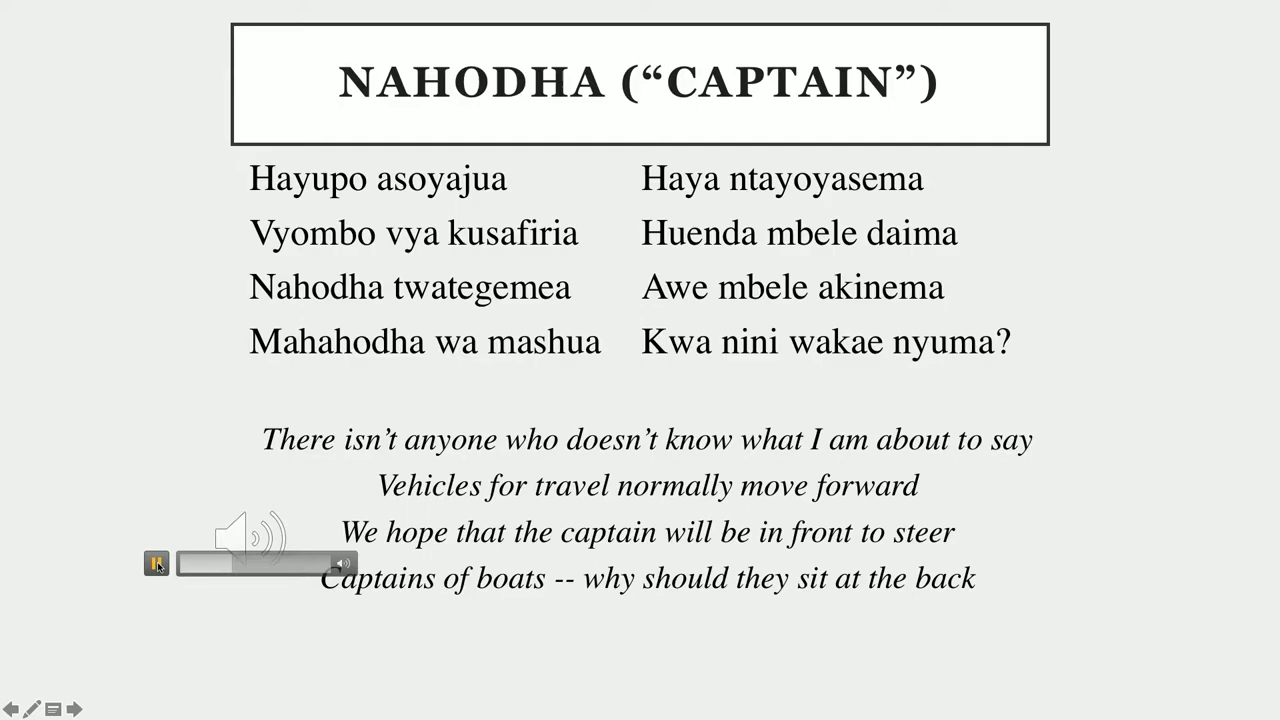 NAHODHA (“CAPTAIN”)
Hayupo asoyajua Haya ntayoyasema
Vyombo vya kusafiria Huenda mbele daima
Nahodha twategemea Awe mbele akinema
Mahahodha wa mashua Kwa nini wakae nyuma?
There isn’t anyone who doesn’t know what I am about to say
Vehicles for travel normally move forward
We hope that the captain will be in front to steer
Captains of boats -- why should they sit at the back